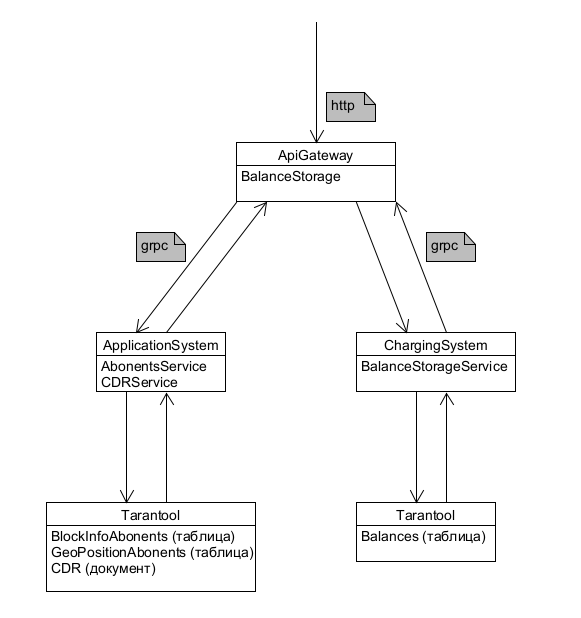 http
ApiGateway
BalanceStorage
grpc
grpc
ApplicationSystem
AbonentsService
CDRService
ChargingSystem
BalanceStorageService
Tarantool
BlockInfoAbonents (таблица)
GeoPositionAbonents (таблица)
CDR (документ)
Tarantool
Balances (таблица)